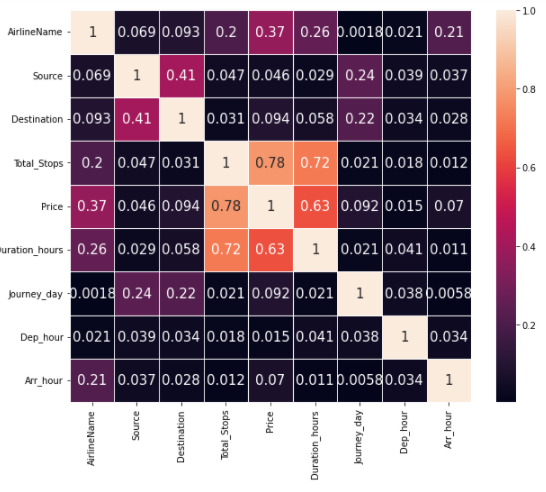 AirlineName 1 0.069 0.093 0.2 0.37 0.26 0.0018 0.021 0.21
Source 0.069 1 0.41 0.047 0.046 0.029 0.24 0.039 0.037
Destination 0.093 0.41 1 0.031 0.094 0.058 0.22 0.034 0.028
Total_Stops 0.2 0.047 0.031 1 0.78 0.72 0.021 0.018 0.012
Price 0.37 0.046 0.094 0.78 1 0.63 0.092 0.015 0.07
Duration_hours 0.26 0.029 0.058 0.72 0.63 1 0.021 0.041 0.011
Journey_day 0.0018 0.24 0.22 0.021 0.092 0.021 1 0.038 0.0058
Dep_hour 0.021 0.039 0.034 0.018 0.015 0.041 0.038 1 0.034
Arr_hour 0.21 0.037 0.028 0.012 0.07 0.011 0.0058 0.034 1
AirlineName
Source
Destination
Total_Stops
Price
Duration_hours
Journey_day
Dep_hour
Arr_hour
1.0
0.8
0.6
0.4
0.2